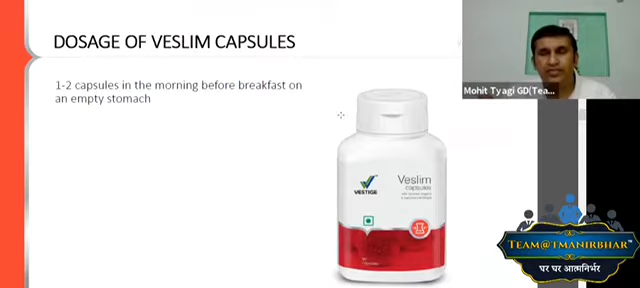 DOSAGE OF VESLIM CAPSULES
1-2 capsules in the morning before breakfast on
an empty stomach
Mohit Tyagi GD(Tea...
VESTIGE
Veslim
capsules
TEAM@TMANIRBHAR™
घर घर आत्मनिर्भर